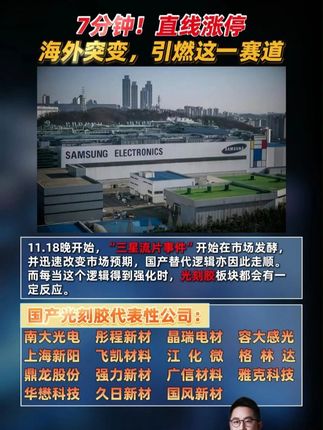 7分钟！直线涨停
海外突变，引燃这一赛道
SAMSUNG ELECTRONICS
SAMSUNG
11.18晚开始，“三星流片事件”开始在市场发酵，
并迅速改变市场预期，国产替代逻辑亦因此走顺。
而每当这个逻辑得到强化时，光刻胶板块都会有一
定反应。
国产光刻胶代表性公司：
南大光电 彤程新材 晶瑞电材 容大感光
上海新阳 飞凯材料 江化微 格林达
鼎龙股份 强力新材 广信材料 雅克科技
华懋科技 久日新材 国风新材